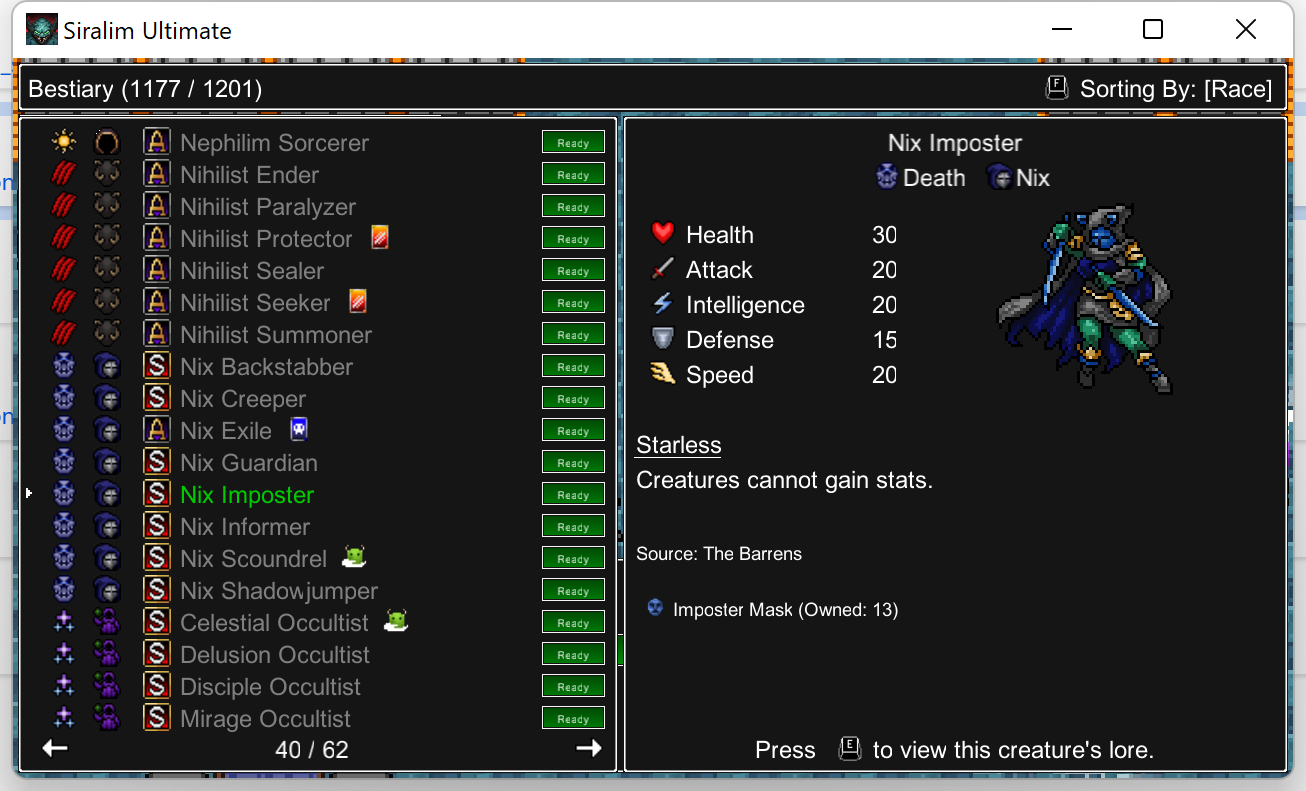 Siralim Ultimate
Bestiary (1177 / 1201)
F Sorting By: [Race]
A Nephilim Sorcerer Ready
A Nihilist Ender Ready
A Nihilist Paralyzer Ready
A Nihilist Protector Ready
A Nihilist Sealer Ready
A Nihilist Seeker Ready
A Nihilist Summoner Ready
S Nix Backstabber Ready
S Nix Creeper Ready
A Nix Exile Ready
S Nix Guardian Ready
S Nix Imposter Ready
S Nix Informer Ready
S Nix Scoundrel Ready
S Nix Shadowjumper Ready
S Celestial Occultist Ready
S Delusion Occultist Ready
S Disciple Occultist Ready
S Mirage Occultist Ready
40 / 62
Nix Imposter
Death Nix
Health 30
Attack 20
Intelligence 20
Defense 15
Speed 20
Starless
Creatures cannot gain stats.
Source: The Barrens
Imposter Mask (Owned: 13)
Press E to view this creature's lore.